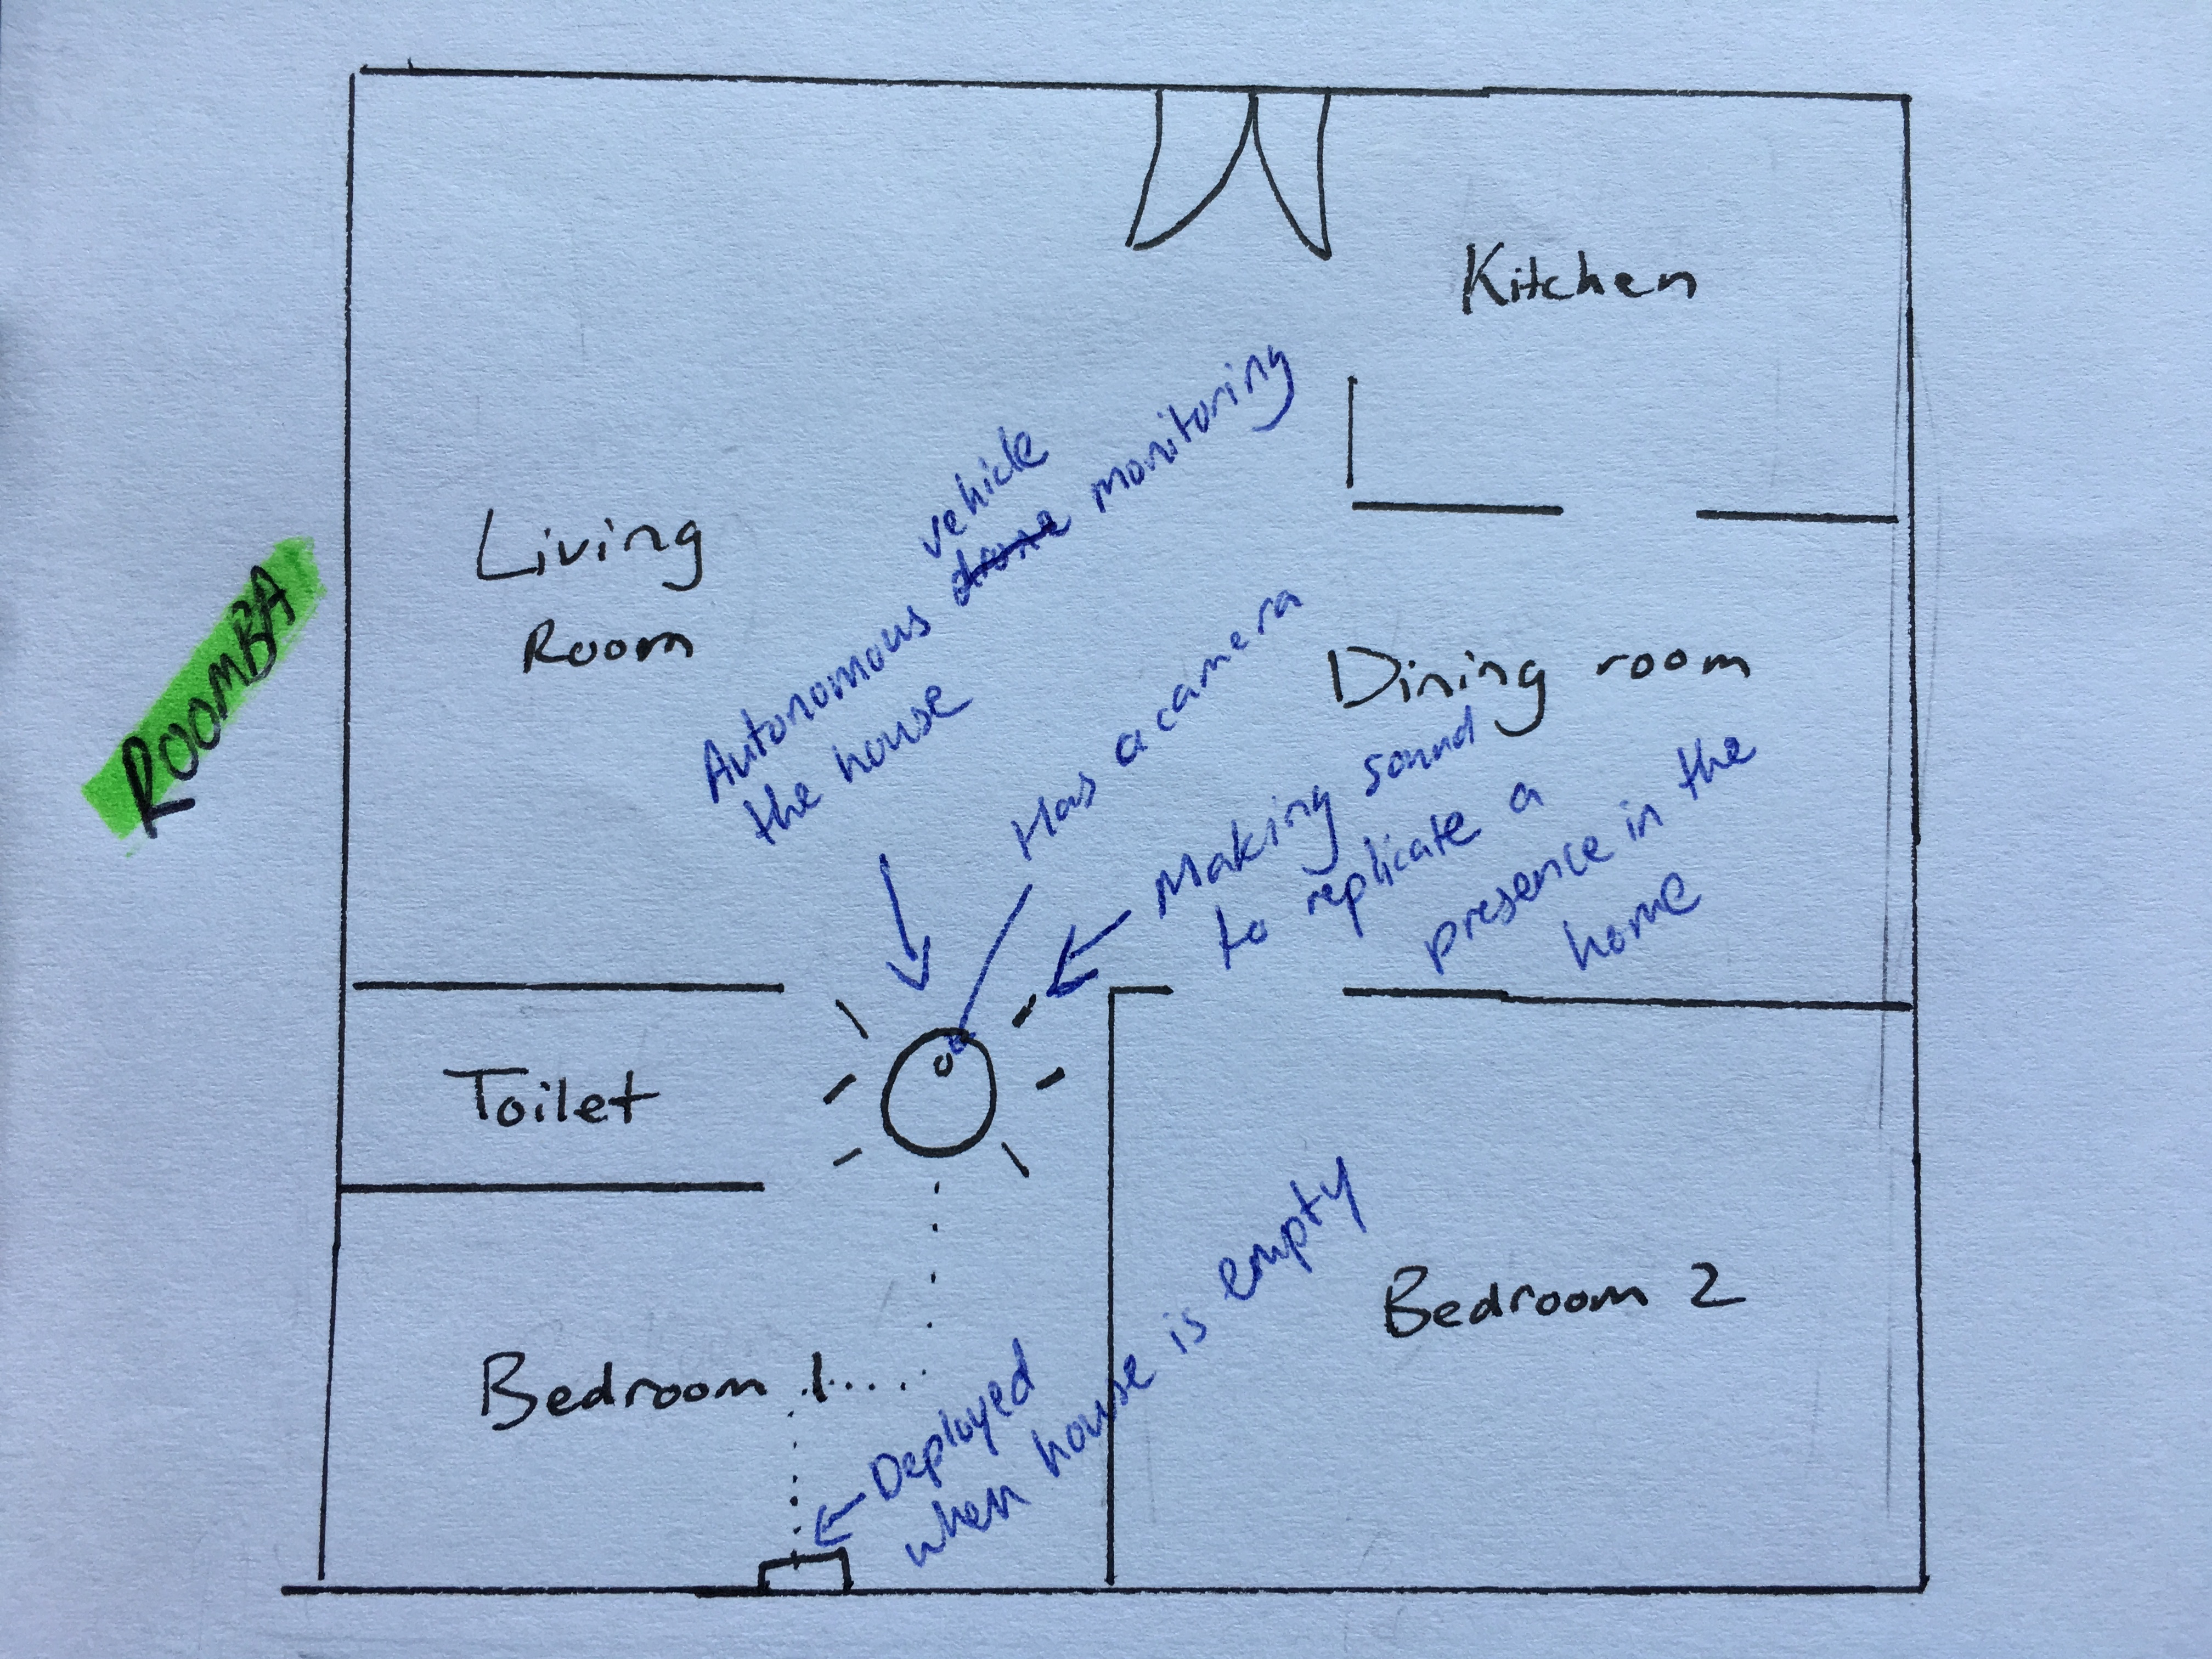 ROOMBA
Living
Room
Kitchen
Autonomous drone monitoring
vehicle
the house
Has a camera
Dining room
Making sound
to replicate a
presence in the
home
Toilet
Bedroom 1
Deployed
when house is empty
Bedroom 2